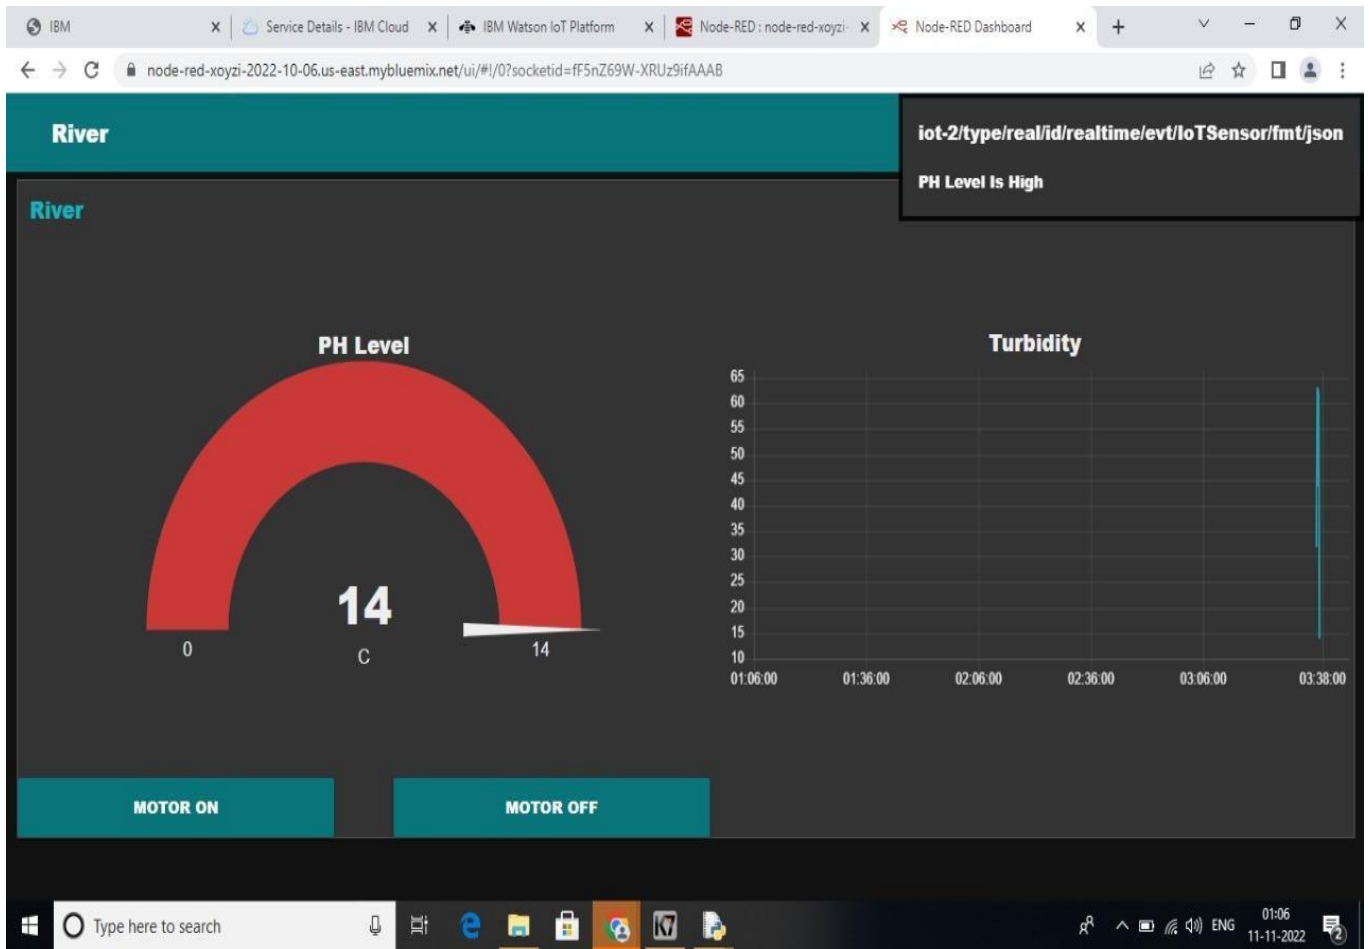 IBM
Service Details - IBM Cloud
IBM Watson IoT Platform
Node-RED : node-red-xoyzi-
Node-RED Dashboard
node-red-xoyzi-2022-10-06.us-east.mybluemix.net/ui/#!/0?socketid=fF5nZ69W-XRUz9ifAAAB
River
iot-2/type/real/id/realtime/evt/IoTSensor/fmt/json
PH Level Is High
River
PH Level
14
C
0
14
Turbidity
65
60
55
50
45
40
35
30
25
20
15
10
01:06:00 01:36:00 02:06:00 02:36:00 03:06:00 03:38:00
MOTOR ON
MOTOR OFF
Type here to search
K7
ENG
01:06
11-11-2022
2